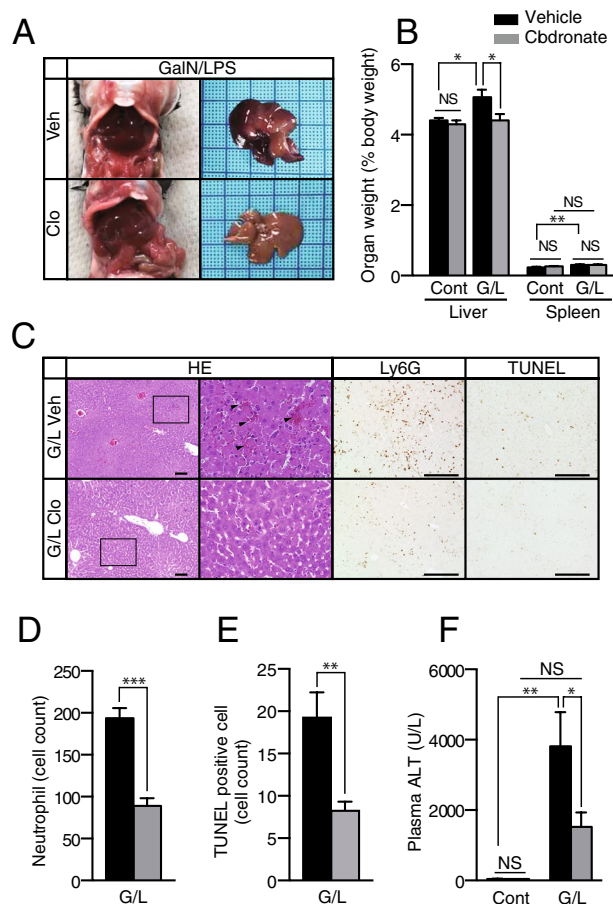 Vehicle
Cbdronate
A
GalN/LPS
Veh
Clo
B
Organ weight (% body weight)
6
4
2
0
*
*
NS
NS
**
NS
NS
Cont
G/L
Cont
G/L
Liver
Spleen
C
HE
Ly6G
TUNEL
G/L Veh
G/L Clo
D
Neutrophil (cell count)
250
200
150
100
50
0
***
G/L
E
TUNEL positive cell
(cell count)
25
20
15
10
5
0
**
G/L
F
Plasma ALT (U/L)
6000
4000
2000
0
NS
**
*
NS
Cont
G/L